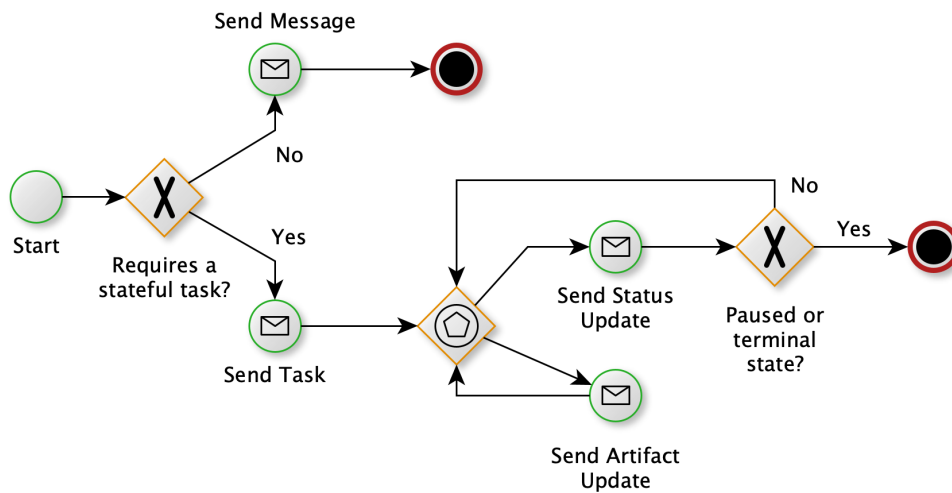 Send Message
No
Start
Requires a
stateful task?
Yes
Send Task
No
Yes
Send Status
Update
Paused or
terminal
state?
Send Artifact
Update